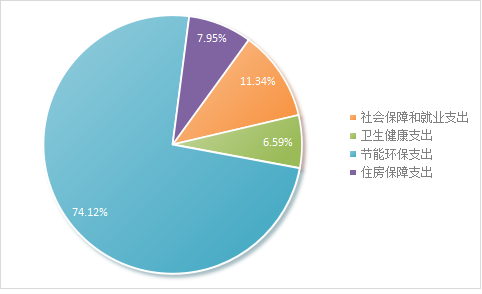 7.95%
11.34%
6.59%
74.12%
社会保障和就业支出
卫生健康支出
节能环保支出
住房保障支出